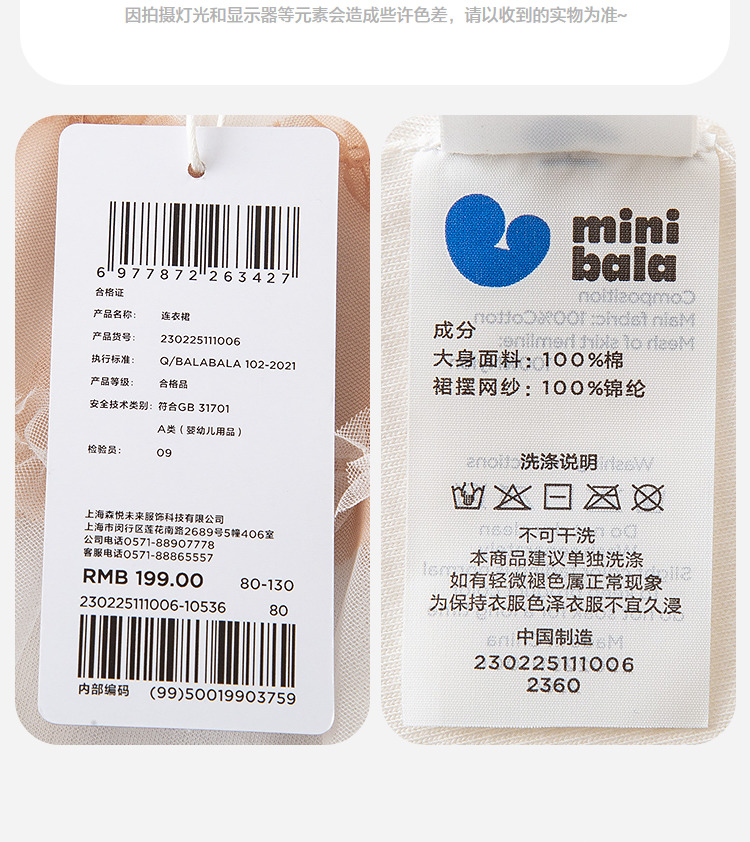 因拍摄灯光和显示器等元素会造成些许色差，请以收到的实物为准~
6 977872 263427
合格证
产品名称： 连衣裙
产品货号： 230225111006
执行标准： Q/BALABALA 102-2021
产品等级： 合格品
安全技术类别：符合GB 31701
A类（婴幼儿用品）
检验员： 09
上海森悦未来服饰科技有限公司
上海市闵行区莲花南路2689号5幢406室
公司电话0571-88907778
客服电话0571-88865557
RMB 199.00 80-130
230225111006-10536 80
内部编码 (99)50019903759
mini
bala
Composition
Main fabric: 100%Cotton
Mesh of skirt hemline:
成分
大身面料：100%棉
裙摆网纱：100%锦纶
洗涤说明
不可干洗
本商品建议单独洗涤
如有轻微褪色属正常现象
为保持衣服色泽衣服不宜久浸
中国制造
230225111006
2360